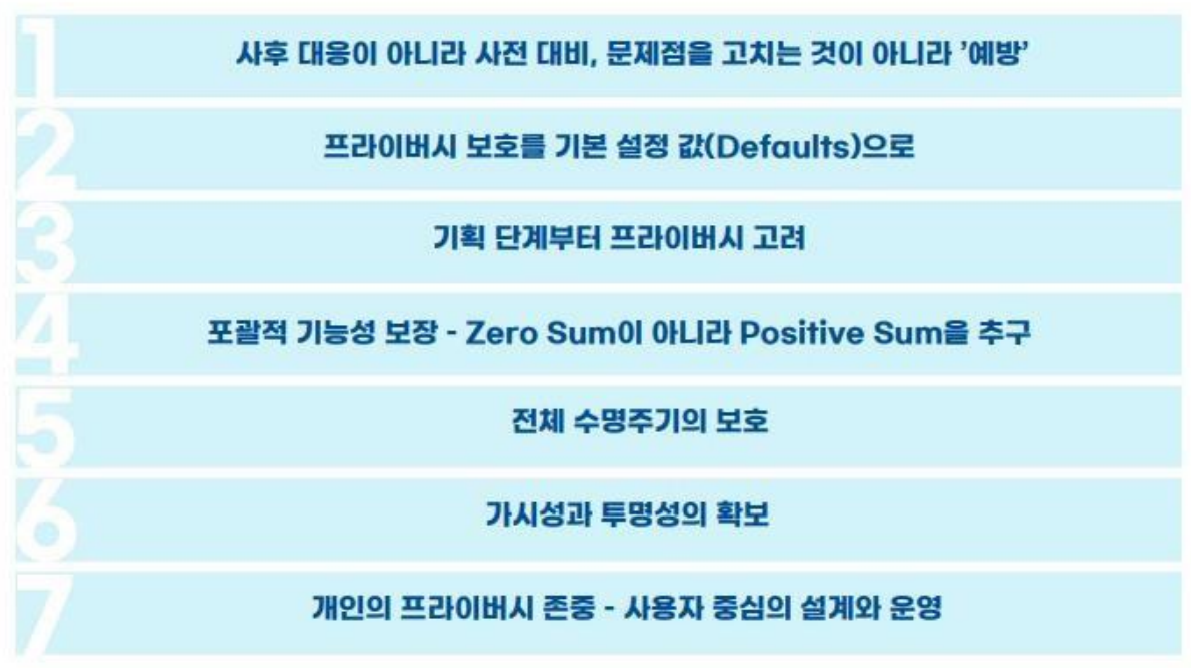 1 사후 대응이 아니라 사전 대비, 문제점을 고치는 것이 아니라 '예방'
2 프라이버시 보호를 기본 설정 값(Defaults)으로
3 기획 단계부터 프라이버시 고려
4 포괄적 기능성 보장 - Zero Sum이 아니라 Positive Sum을 추구
5 전체 수명주기의 보호
6 가시성과 투명성의 확보
7 개인의 프라이버시 존중 - 사용자 중심의 설계와 운영